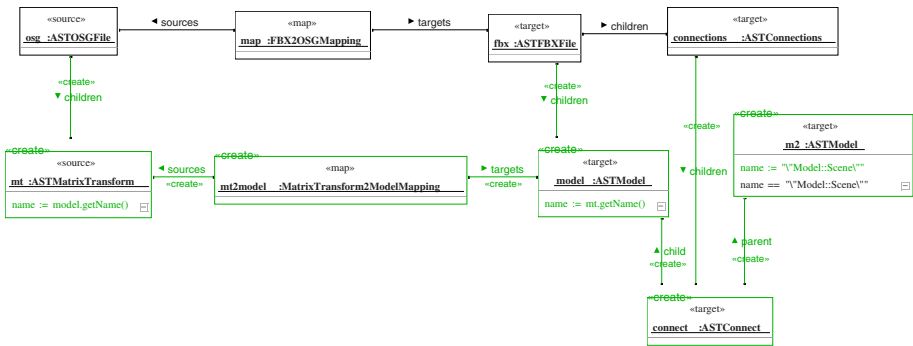 «source»
osg :ASTOSGFile
◄ sources
«map»
map :FBX2OSGMapping
► targets
«target»
fbx :ASTFBXFile
► children
«target»
connections :ASTConnections
«create»
▼ children
«create»
▼ children
«create»
▼ children
«create»
«source»
mt :ASTMatrixTransform
name := model.getName()
◄ sources
«create»
«create»
«map»
mt2model :MatrixTransform2ModelMapping
► targets
«create»
«create»
«target»
model :ASTModel
name := mt.getName()
«create»
«target»
m2 :ASTModel
name := "\"Model::Scene\""
name == "\"Model::Scene\""
▲ child
«create»
▲ parent
«create»
«create»
«target»
connect :ASTConnect